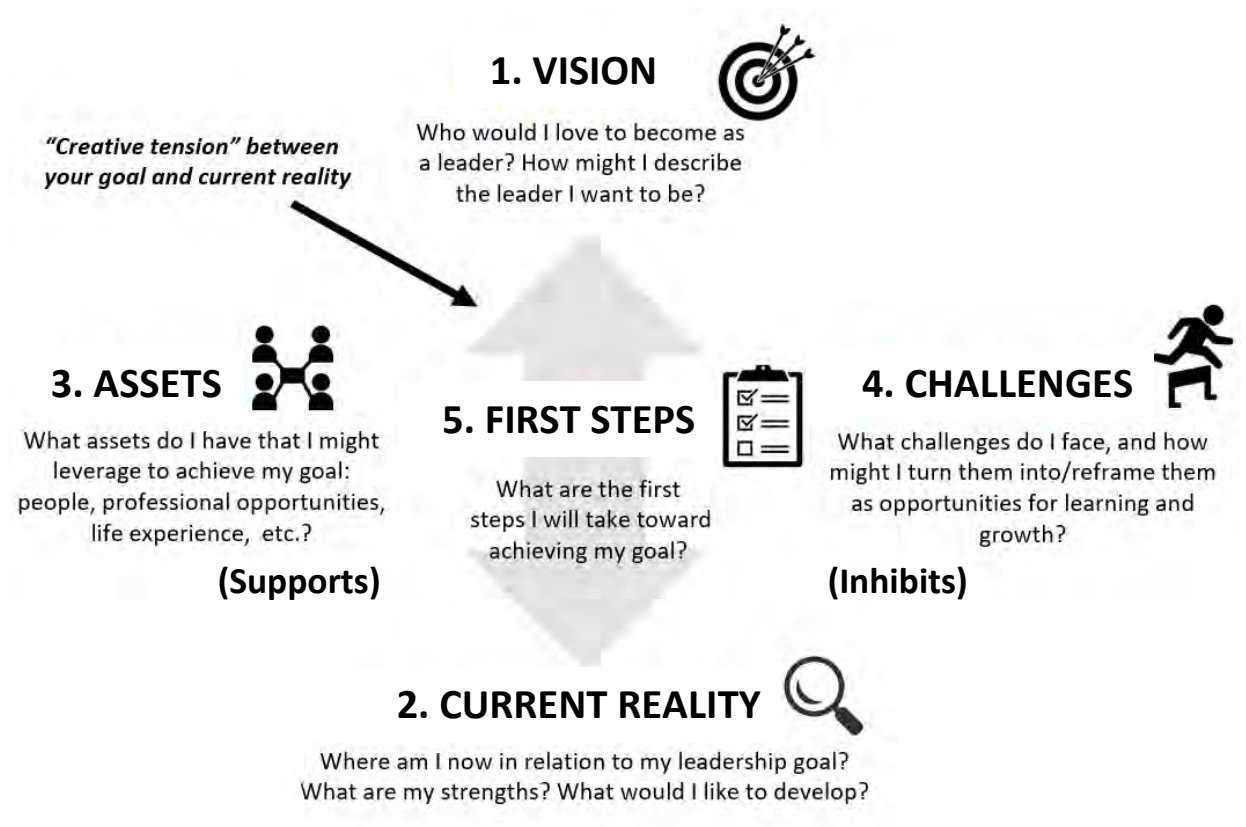 1. VISION
Who would I love to become as
a leader? How might I describe
the leader I want to be?
“Creative tension” between
your goal and current reality
3. ASSETS
What assets do I have that I might
leverage to achieve my goal:
people, professional opportunities,
life experience, etc.?
(Supports)
5. FIRST STEPS
What are the first
steps I will take toward
achieving my goal?
4. CHALLENGES
What challenges do I face, and how
might I turn them into/reframe them
as opportunities for learning and
growth?
(Inhibits)
2. CURRENT REALITY
Where am I now in relation to my leadership goal?
What are my strengths? What would I like to develop?